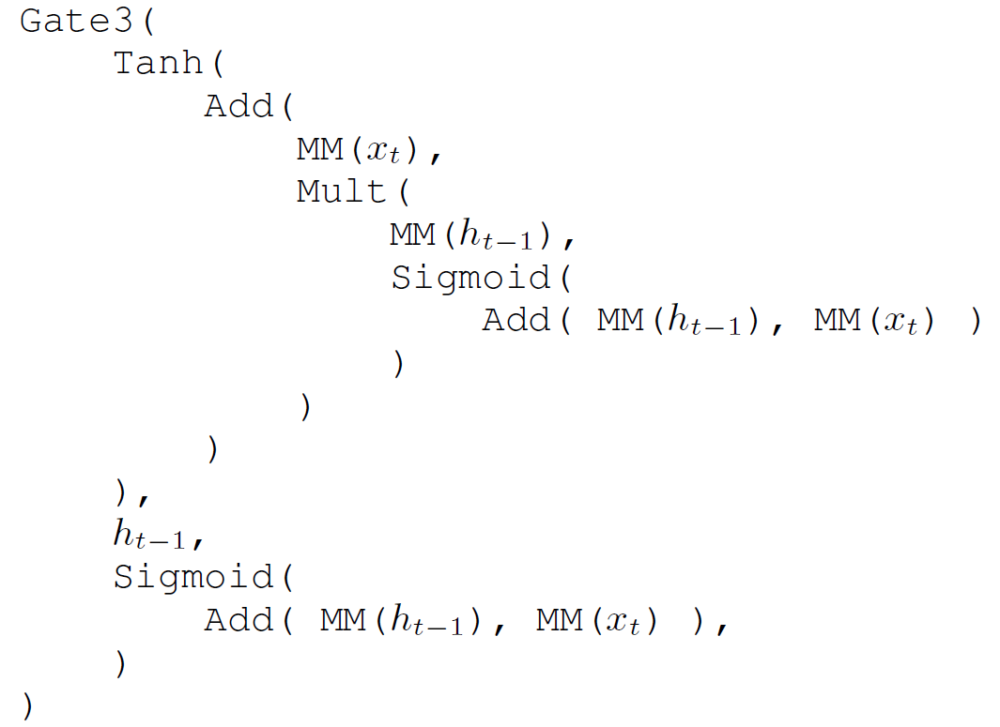 Gate3(
Tanh(
Add(
MM(x_t),
Mult(
MM(h_{t-1}),
Sigmoid(
Add( MM(h_{t-1}), MM(x_t) )
)
)
)
),
h_{t-1},
Sigmoid(
Add( MM(h_{t-1}), MM(x_t) ),
)
)